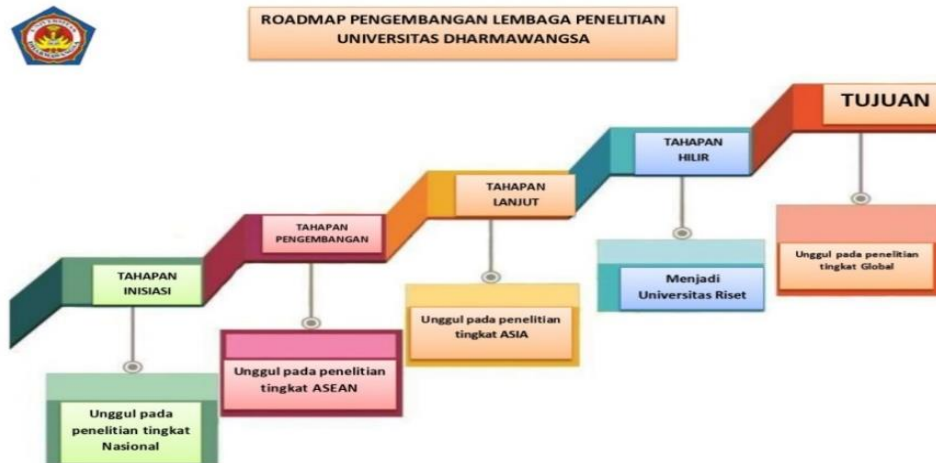 ROADMAP PENGEMBANGAN LEMBAGA PENELITIAN
UNIVERSITAS DHARMAWANGSA
TUJUAN
TAHAPAN
HILIR
TAHAPAN
LANJUT
TAHAPAN
PENGEMBANGAN
TAHAPAN
INISIASI
Unggul pada penelitian
tingkat Global
Menjadi
Universitas Riset
Unggul pada penelitian
tingkat ASIA
Unggul pada penelitian
tingkat ASEAN
Unggul pada
penelitian tingkat
Nasional